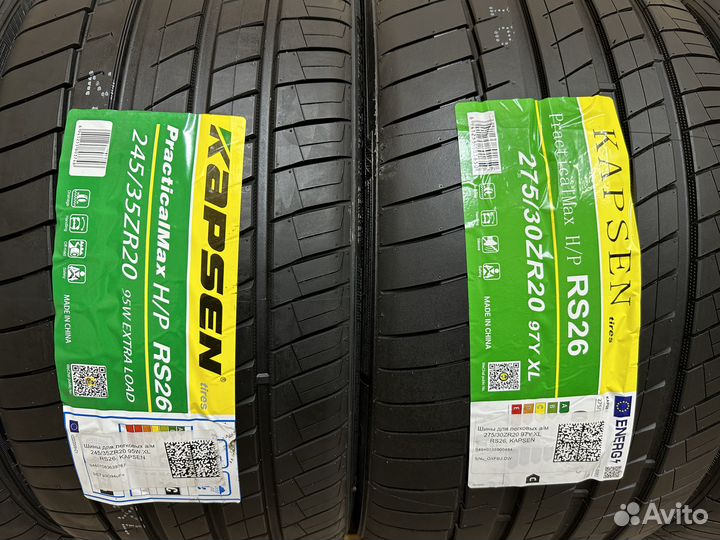 KAPSEN
tires
PracticalMax H/P RS26
245/35ZR20
95W EXTRA LOAD
MADE IN CHINA
Шины для легковых а/м
245/35ZR20 95W XL
RS26, KAPSEN
KAPSEN
tires
PracticalMax H/P
RS26
275/30ZR20 97Y XL
MADE IN CHINA
E
D
C
B
A
ENERG
C
Шины для легковых а/м
275/30ZR20 97Y XL
RS26, KAPSEN
Avito